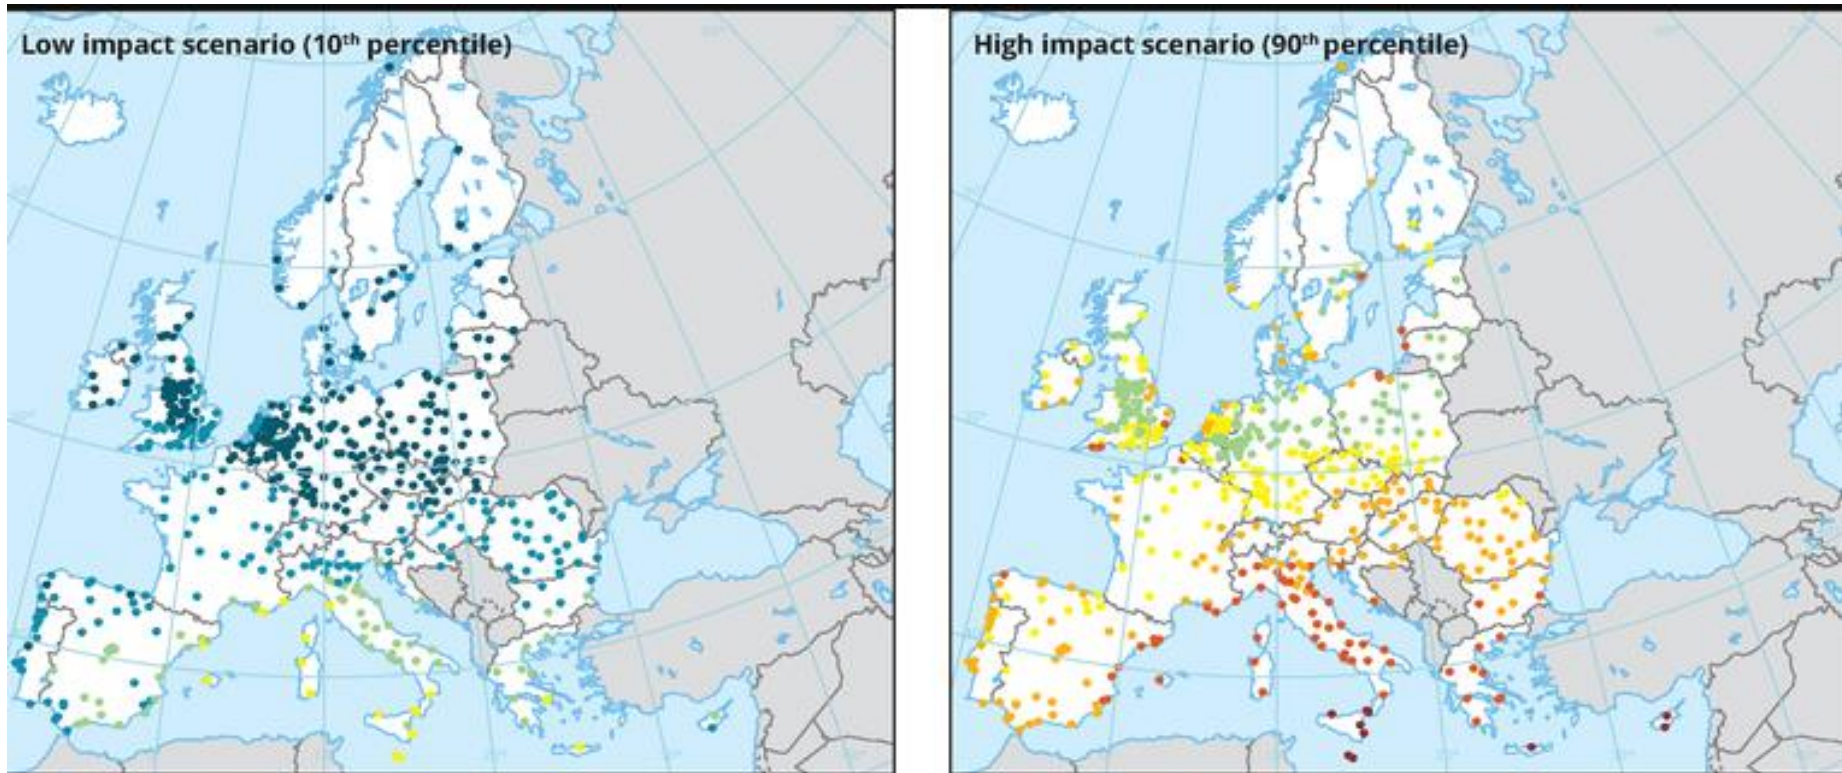 Low impact scenario (10th percentile)
High impact scenario (90th percentile)